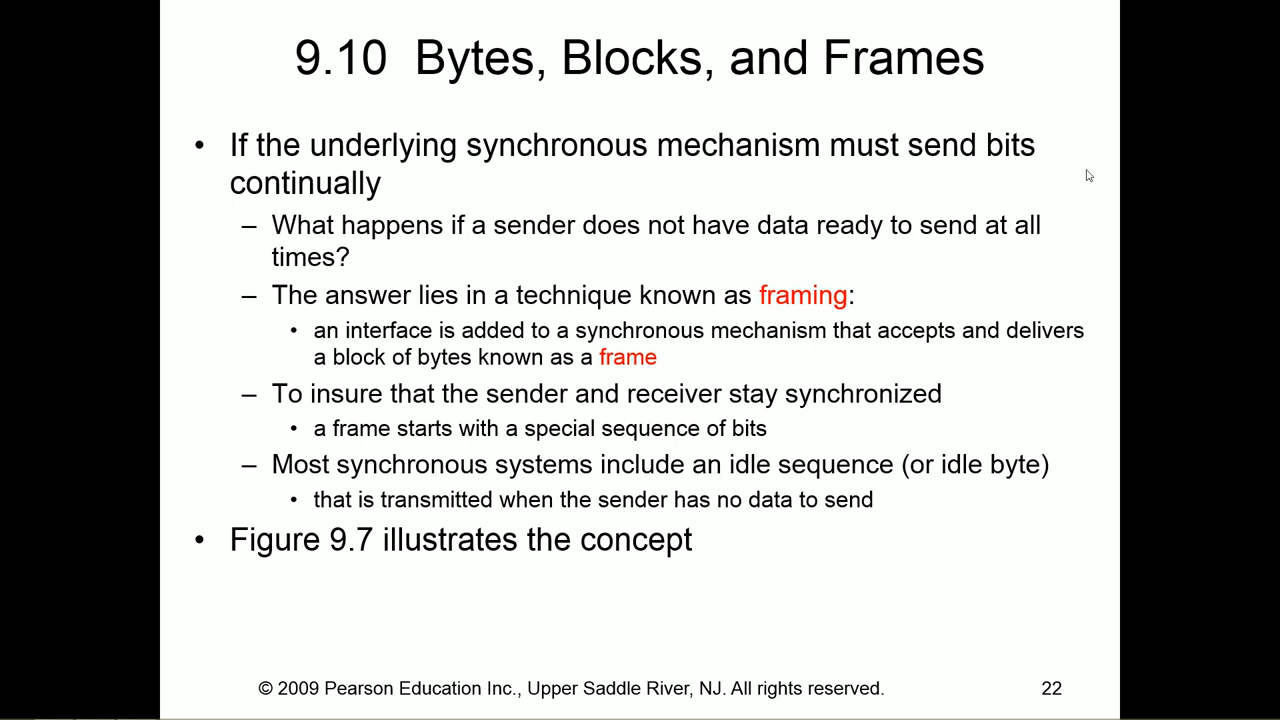 9.10 Bytes, Blocks, and Frames
• If the underlying synchronous mechanism must send bits
continually
– What happens if a sender does not have data ready to send at all
times?
– The answer lies in a technique known as framing:
• an interface is added to a synchronous mechanism that accepts and delivers
a block of bytes known as a frame
– To insure that the sender and receiver stay synchronized
• a frame starts with a special sequence of bits
– Most synchronous systems include an idle sequence (or idle byte)
• that is transmitted when the sender has no data to send
• Figure 9.7 illustrates the concept
© 2009 Pearson Education Inc., Upper Saddle River, NJ. All rights reserved.
22